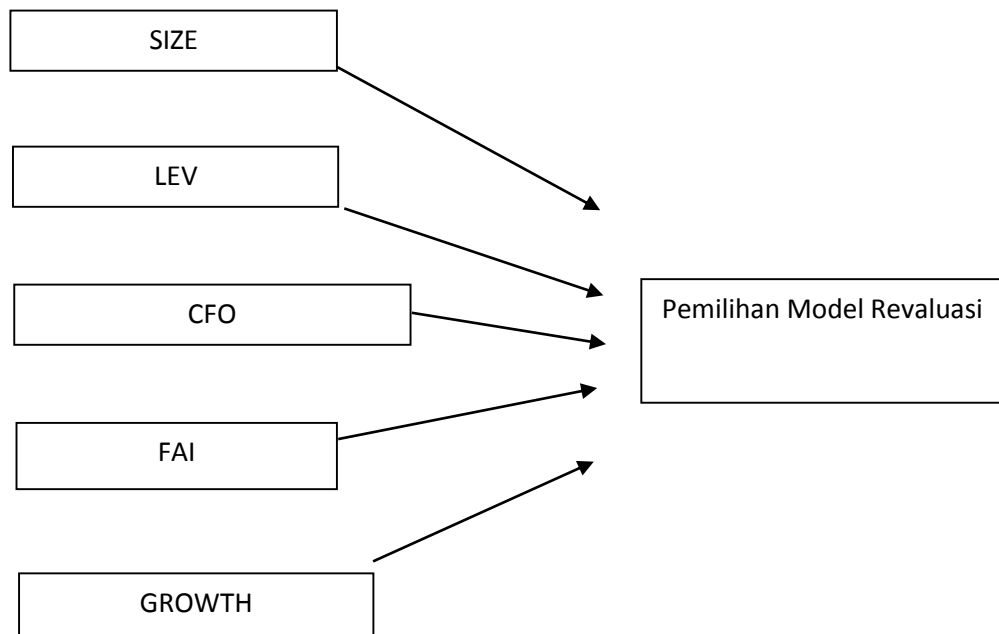 SIZE
LEV
CFO
Pemilihan Model Revaluasi
FAI
GROWTH